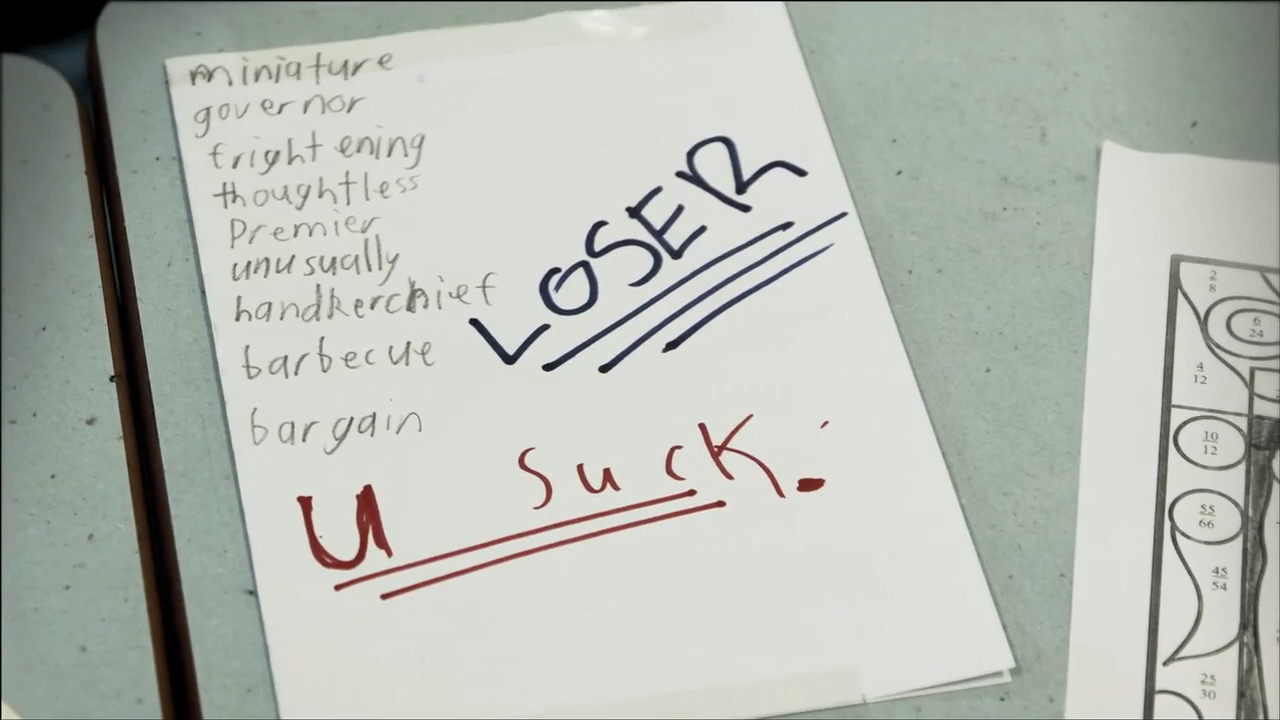 miniature
governor
frightening
thoughtless
Premier
unusually
handkerchief
barbecue
bargain
LOSER
U SUCK.
2
8
6
24
4
12
10
12
55
66
45
54
25
30